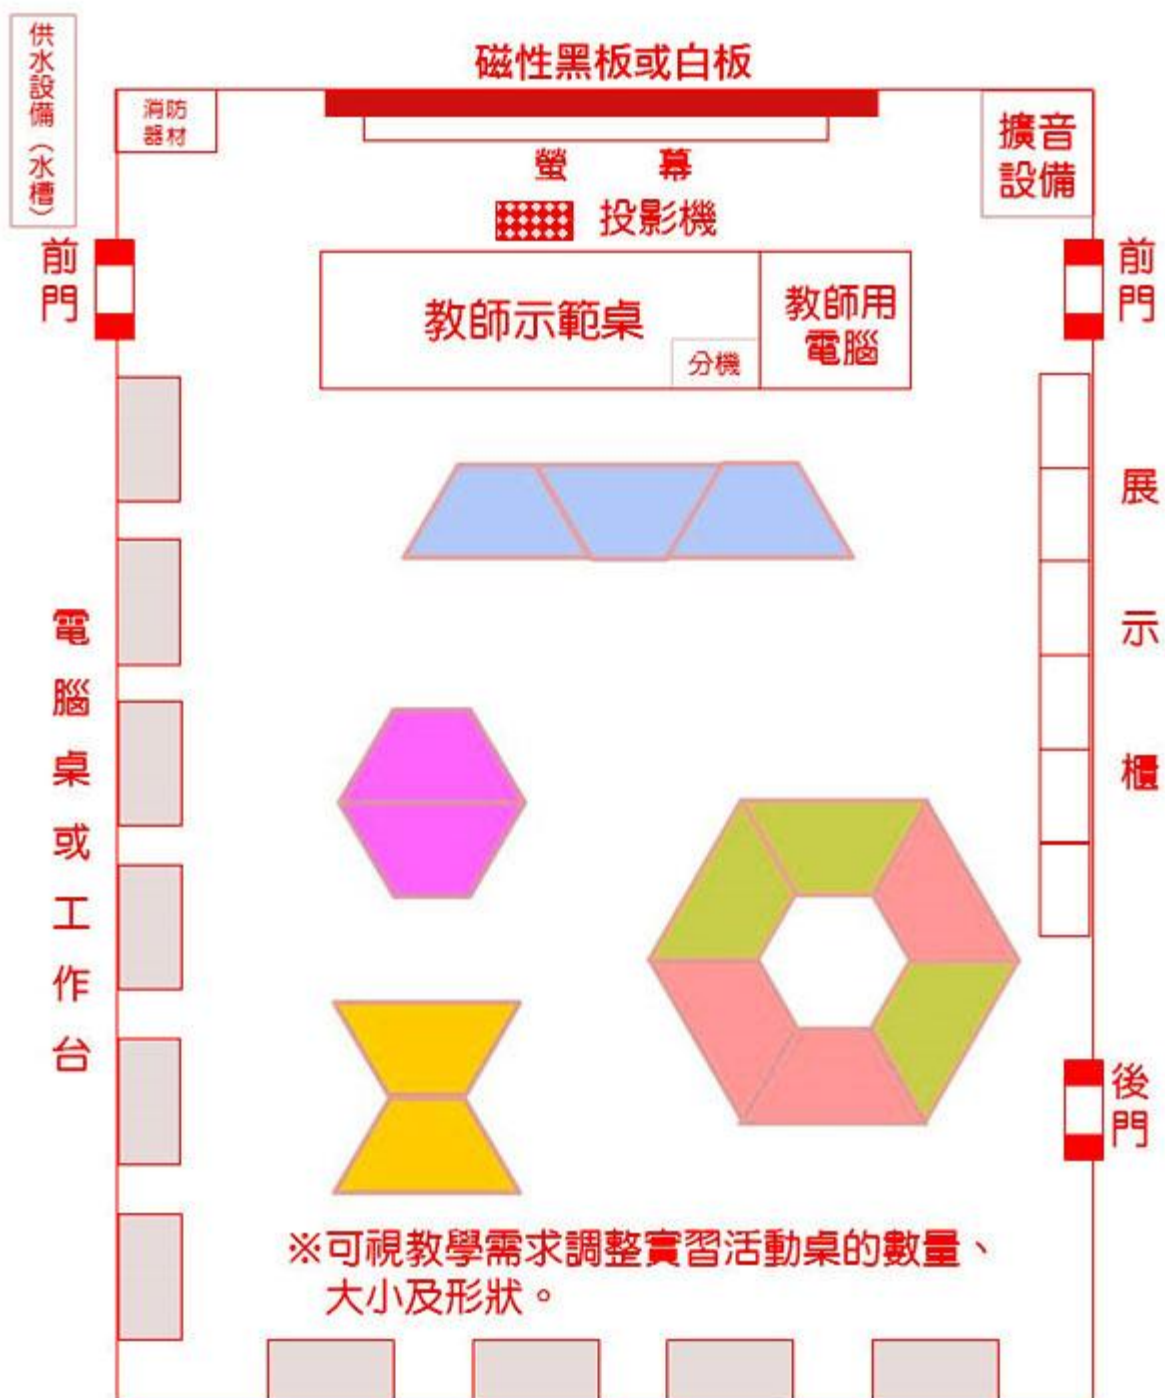 供水設備（水槽）
磁性黑板或白板
消防
器材
擴音
設備
螢幕
投影機
前門
前門
教師示範桌
分機
教師用
電腦
展示櫃
電腦桌或工作台
後門
※可視教學需求調整實習活動桌的數量、
大小及形狀。